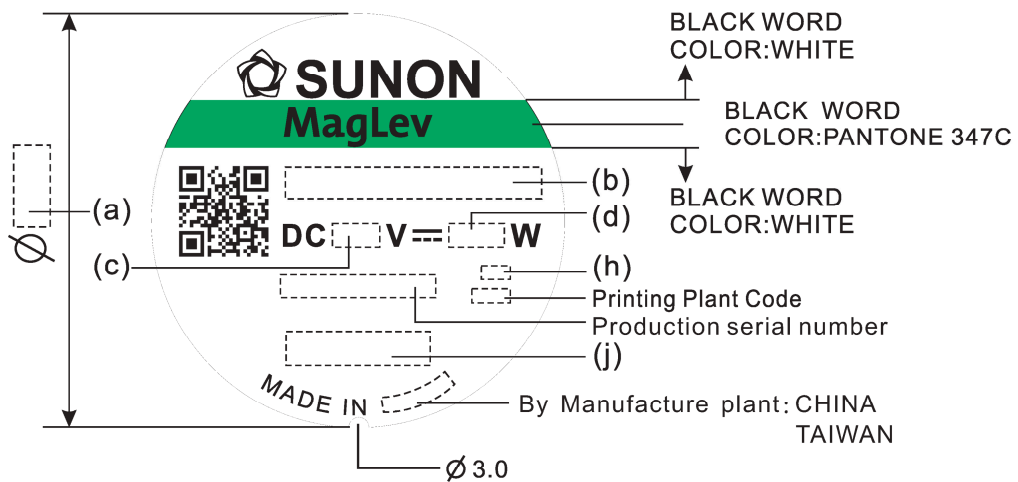 BLACK WORD
COLOR:WHITE
SUNON
MagLev
BLACK WORD
COLOR:PANTONE 347C
(b)
BLACK WORD
COLOR:WHITE
(a)
(d)
Ø
DC V W
(c)
(h)
Printing Plant Code
Production serial number
(j)
MADE IN
By Manufacture plant: CHINA
TAIWAN
Ø 3.0